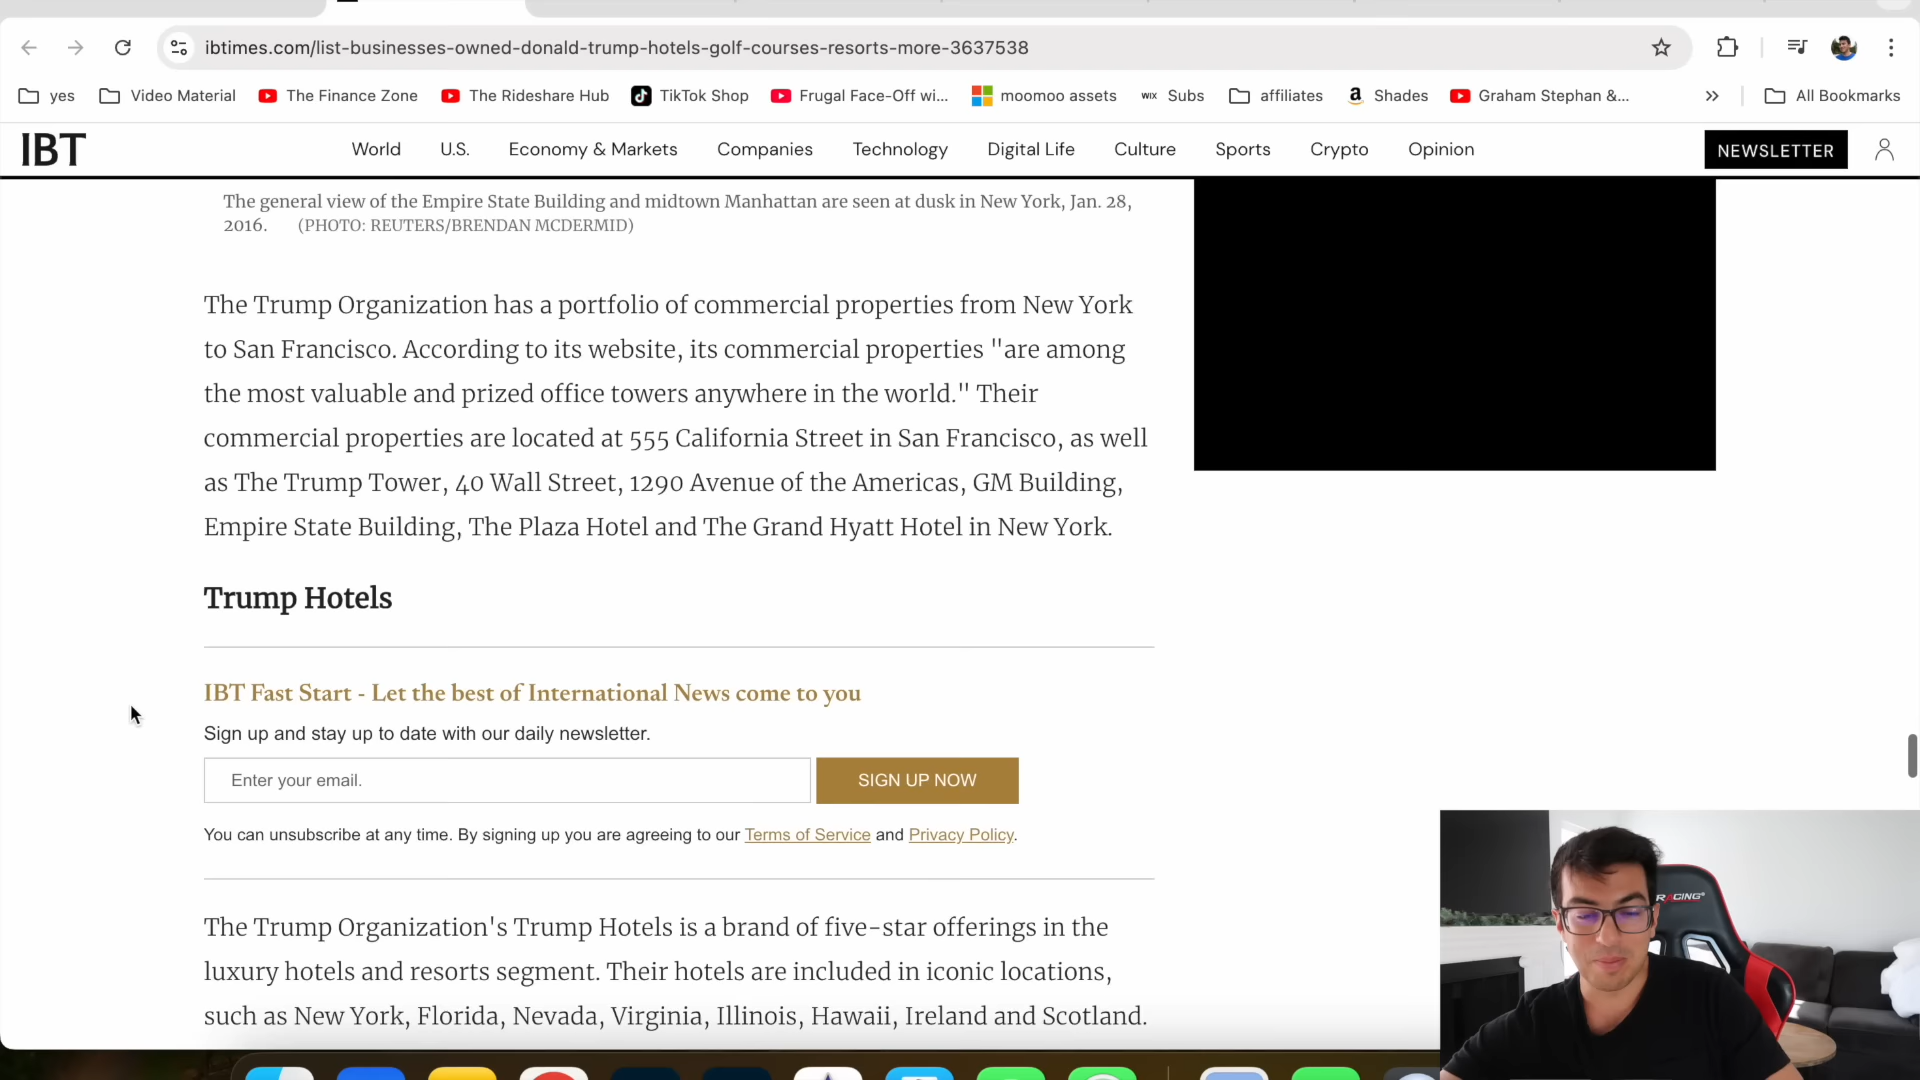 ibtimes.com/list-businesses-owned-donald-trump-hotels-golf-courses-resorts-more-3637538
yes Video Material The Finance Zone The Rideshare Hub TikTok Shop Frugal Face-Off wi... moomoo assets WIX Subs affiliates Shades Graham Stephan &... All Bookmarks
IBT World U.S. Economy & Markets Companies Technology Digital Life Culture Sports Crypto Opinion NEWSLETTER
The general view of the Empire State Building and midtown Manhattan are seen at dusk in New York, Jan. 28,
2016. (PHOTO: REUTERS/BRENDAN MCDERMID)
The Trump Organization has a portfolio of commercial properties from New York
to San Francisco. According to its website, its commercial properties "are among
the most valuable and prized office towers anywhere in the world." Their
commercial properties are located at 555 California Street in San Francisco, as well
as The Trump Tower, 40 Wall Street, 1290 Avenue of the Americas, GM Building,
Empire State Building, The Plaza Hotel and The Grand Hyatt Hotel in New York.
Trump Hotels
IBT Fast Start - Let the best of International News come to you
Sign up and stay up to date with our daily newsletter.
Enter your email. SIGN UP NOW
You can unsubscribe at any time. By signing up you are agreeing to our Terms of Service and Privacy Policy.
The Trump Organization's Trump Hotels is a brand of five-star offerings in the
luxury hotels and resorts segment. Their hotels are included in iconic locations,
such as New York, Florida, Nevada, Virginia, Illinois, Hawaii, Ireland and Scotland.
RACING